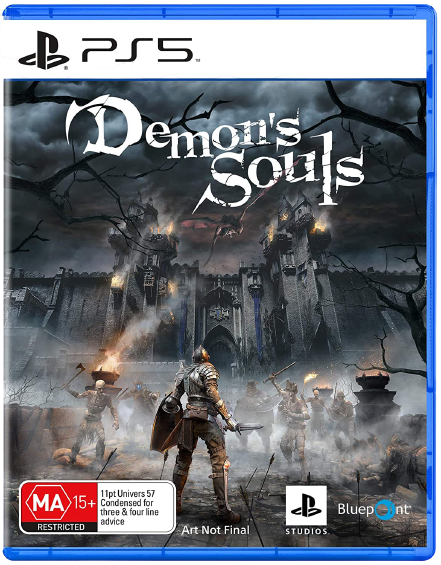 PS5
Demon's
Souls
MA 15+
RESTRICTED
11pt Univers 57
Condensed for
three & four line
advice
Art Not Final
STUDIOS
Bluepoint